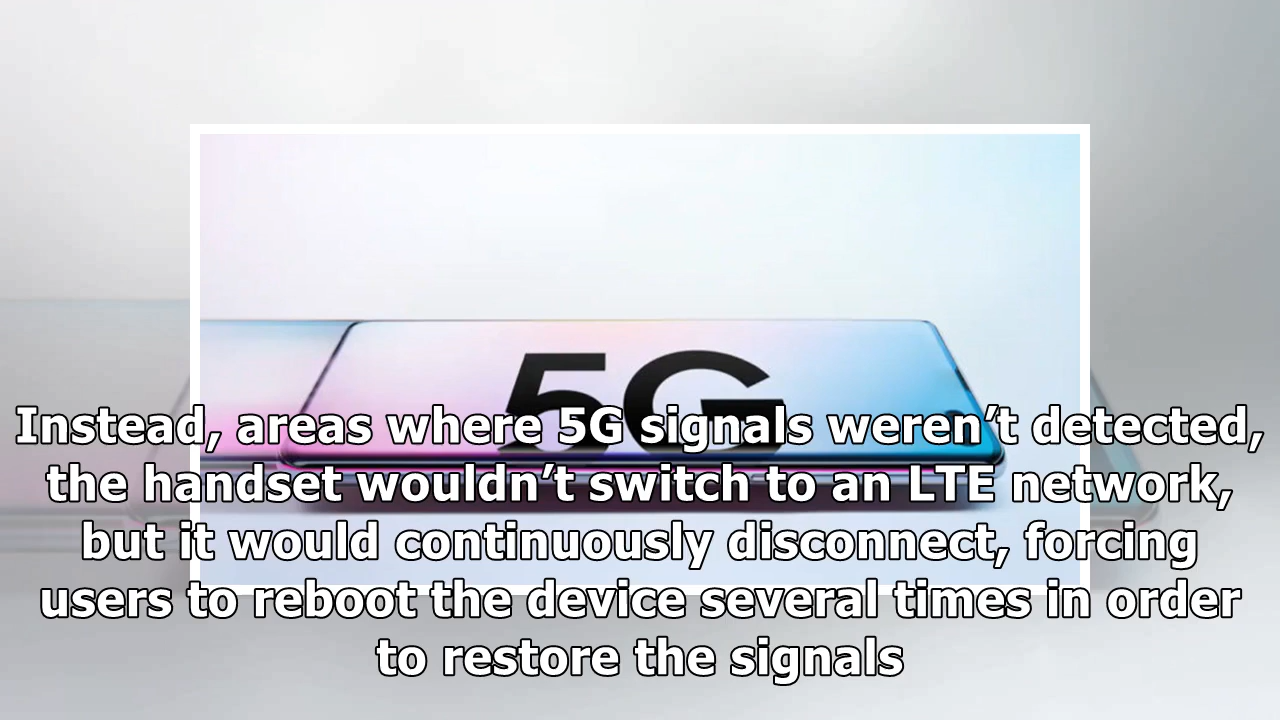 5G
Instead, areas where 5G signals weren’t detected,
the handset wouldn’t switch to an LTE network,
but it would continuously disconnect, forcing
users to reboot the device several times in order
to restore the signals